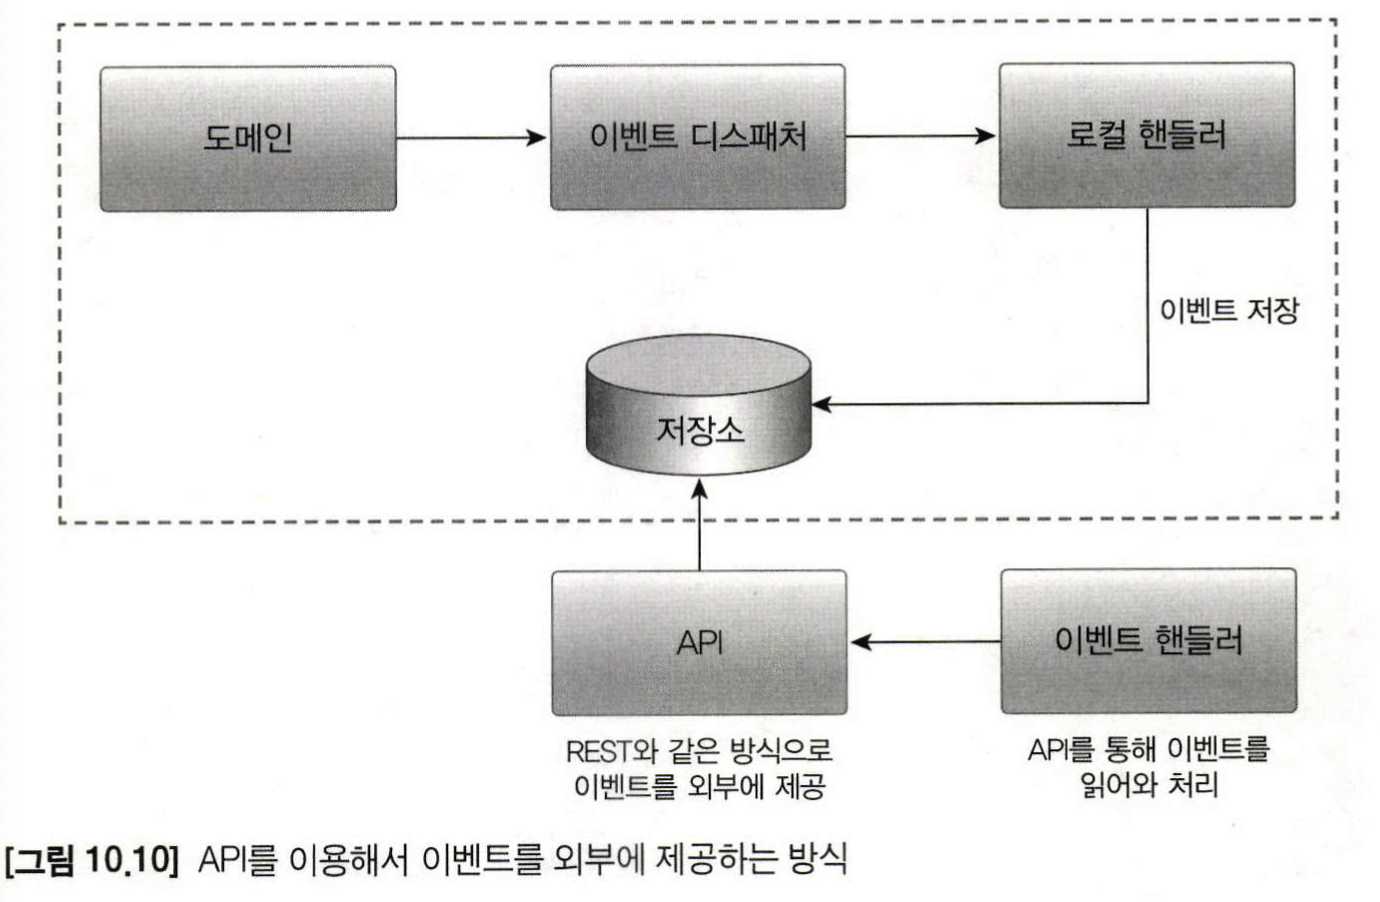 도메인
이벤트 디스패처
로컬 핸들러
이벤트 저장
저장소
API
이벤트 핸들러
REST와 같은 방식으로
이벤트를 외부에 제공
API를 통해 이벤트를
읽어와 처리
[그림 10.10] API를 이용해서 이벤트를 외부에 제공하는 방식